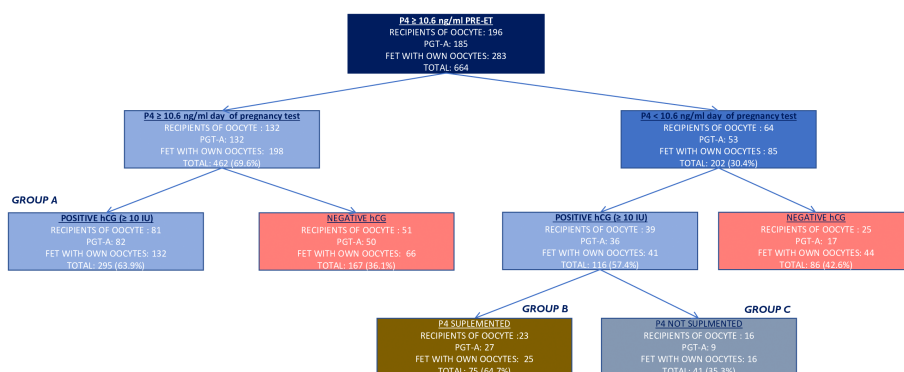 P4 ≥ 10.6 ng/ml PRE-ET
RECIPIENTS OF OOCYTE: 196
PGT-A: 185
FET WITH OWN OOCYTES: 283
TOTAL: 664
P4 ≥ 10.6 ng/ml day of pregnancy test
RECIPIENTS OF OOCYTE : 132
PGT-A: 132
FET WITH OWN OOCYTES: 198
TOTAL: 462 (69.6%)
P4 < 10.6 ng/ml day of pregnancy test
RECIPIENTS OF OOCYTE : 64
PGT-A: 53
FET WITH OWN OOCYTES : 85
TOTAL: 202 (30.4%)
GROUP A
POSITIVE hCG (≥ 10 IU)
RECIPIENTS OF OOCYTE : 81
PGT-A: 82
FET WITH OWN OOCYTES: 132
TOTAL: 295 (63.9%)
NEGATIVE hCG
RECIPIENTS OF OOCYTE : 51
PGT-A: 50
FET WITH OWN OOCYTES: 66
TOTAL: 167 (36.1%)
POSITIVE hCG (≥ 10 IU)
RECIPIENTS OF OOCYTE : 39
PGT-A: 36
FET WITH OWN OOCYTES: 41
TOTAL: 116 (57.4%)
NEGATIVE hCG
RECIPIENTS OF OOCYTE : 25
PGT-A: 17
FET WITH OWN OOCYTES: 44
TOTAL: 86 (42.6%)
GROUP B
P4 SUPLEMENTED
RECIPIENTS OF OOCYTE :23
PGT-A: 27
FET WITH OWN OOCYTES: 25
TOTAL: 75 (64.7%)
GROUP C
P4 NOT SUPLMENTED
RECIPIENTS OF OOCYTE : 16
PGT-A: 9
FET WITH OWN OOCYTES: 16
TOTAL: 41 (35.3%)